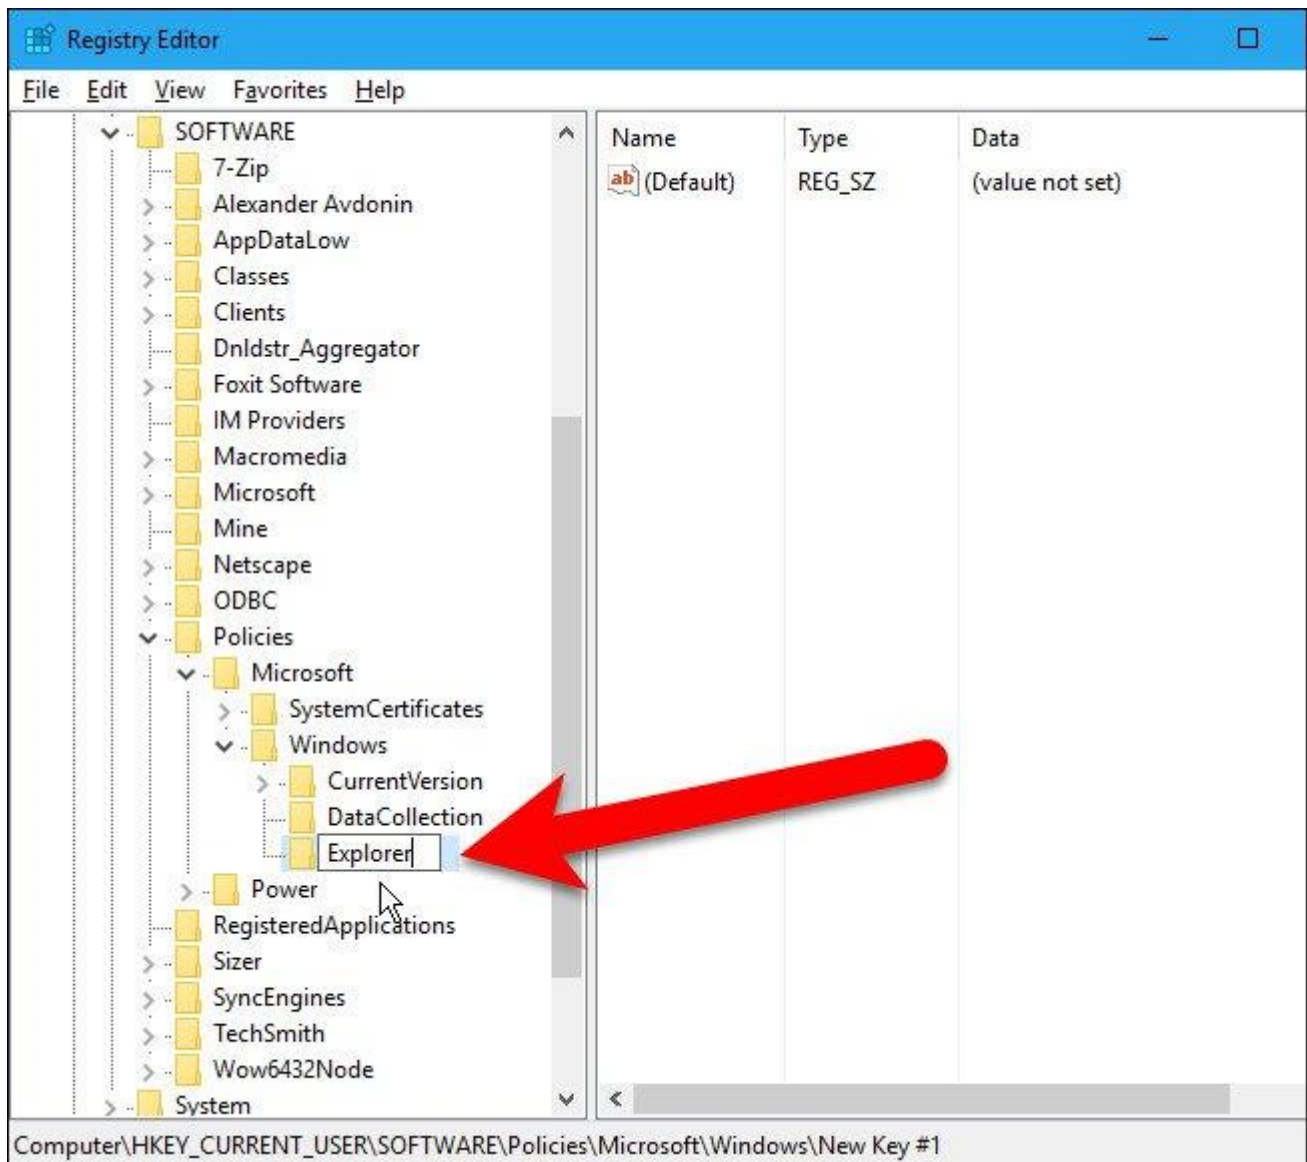 Registry Editor
File Edit View Favorites Help
SOFTWARE
7-Zip
Alexander Avdonin
AppDataLow
Classes
Clients
Dnldstr_Aggregator
Foxit Software
IM Providers
Macromedia
Microsoft
Mine
Netscape
ODBC
Policies
Microsoft
SystemCertificates
Windows
CurrentVersion
DataCollection
Explorer
Power
RegisteredApplications
Sizer
SyncEngines
TechSmith
Wow6432Node
System
Name Type Data
ab (Default) REG_SZ (value not set)
Computer\HKEY_CURRENT_USER\SOFTWARE\Policies\Microsoft\Windows\New Key #1